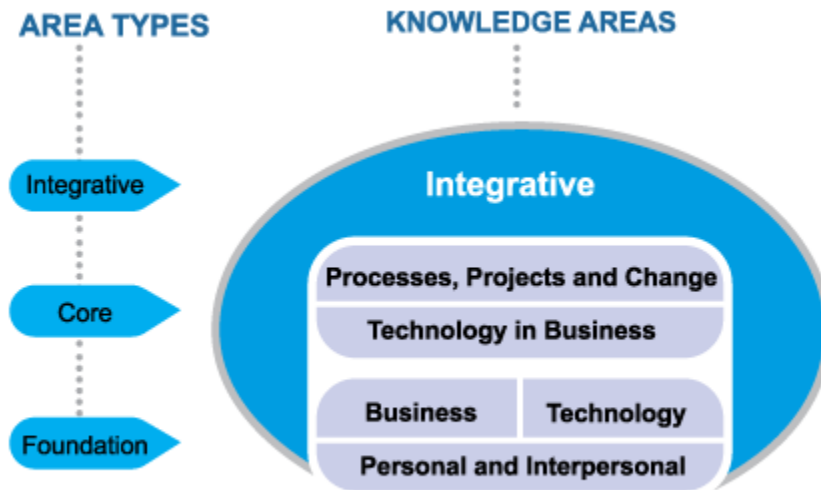 AREA TYPES
KNOWLEDGE AREAS
Integrative
Integrative
Processes, Projects and Change
Core
Technology in Business
Business
Technology
Foundation
Personal and Interpersonal